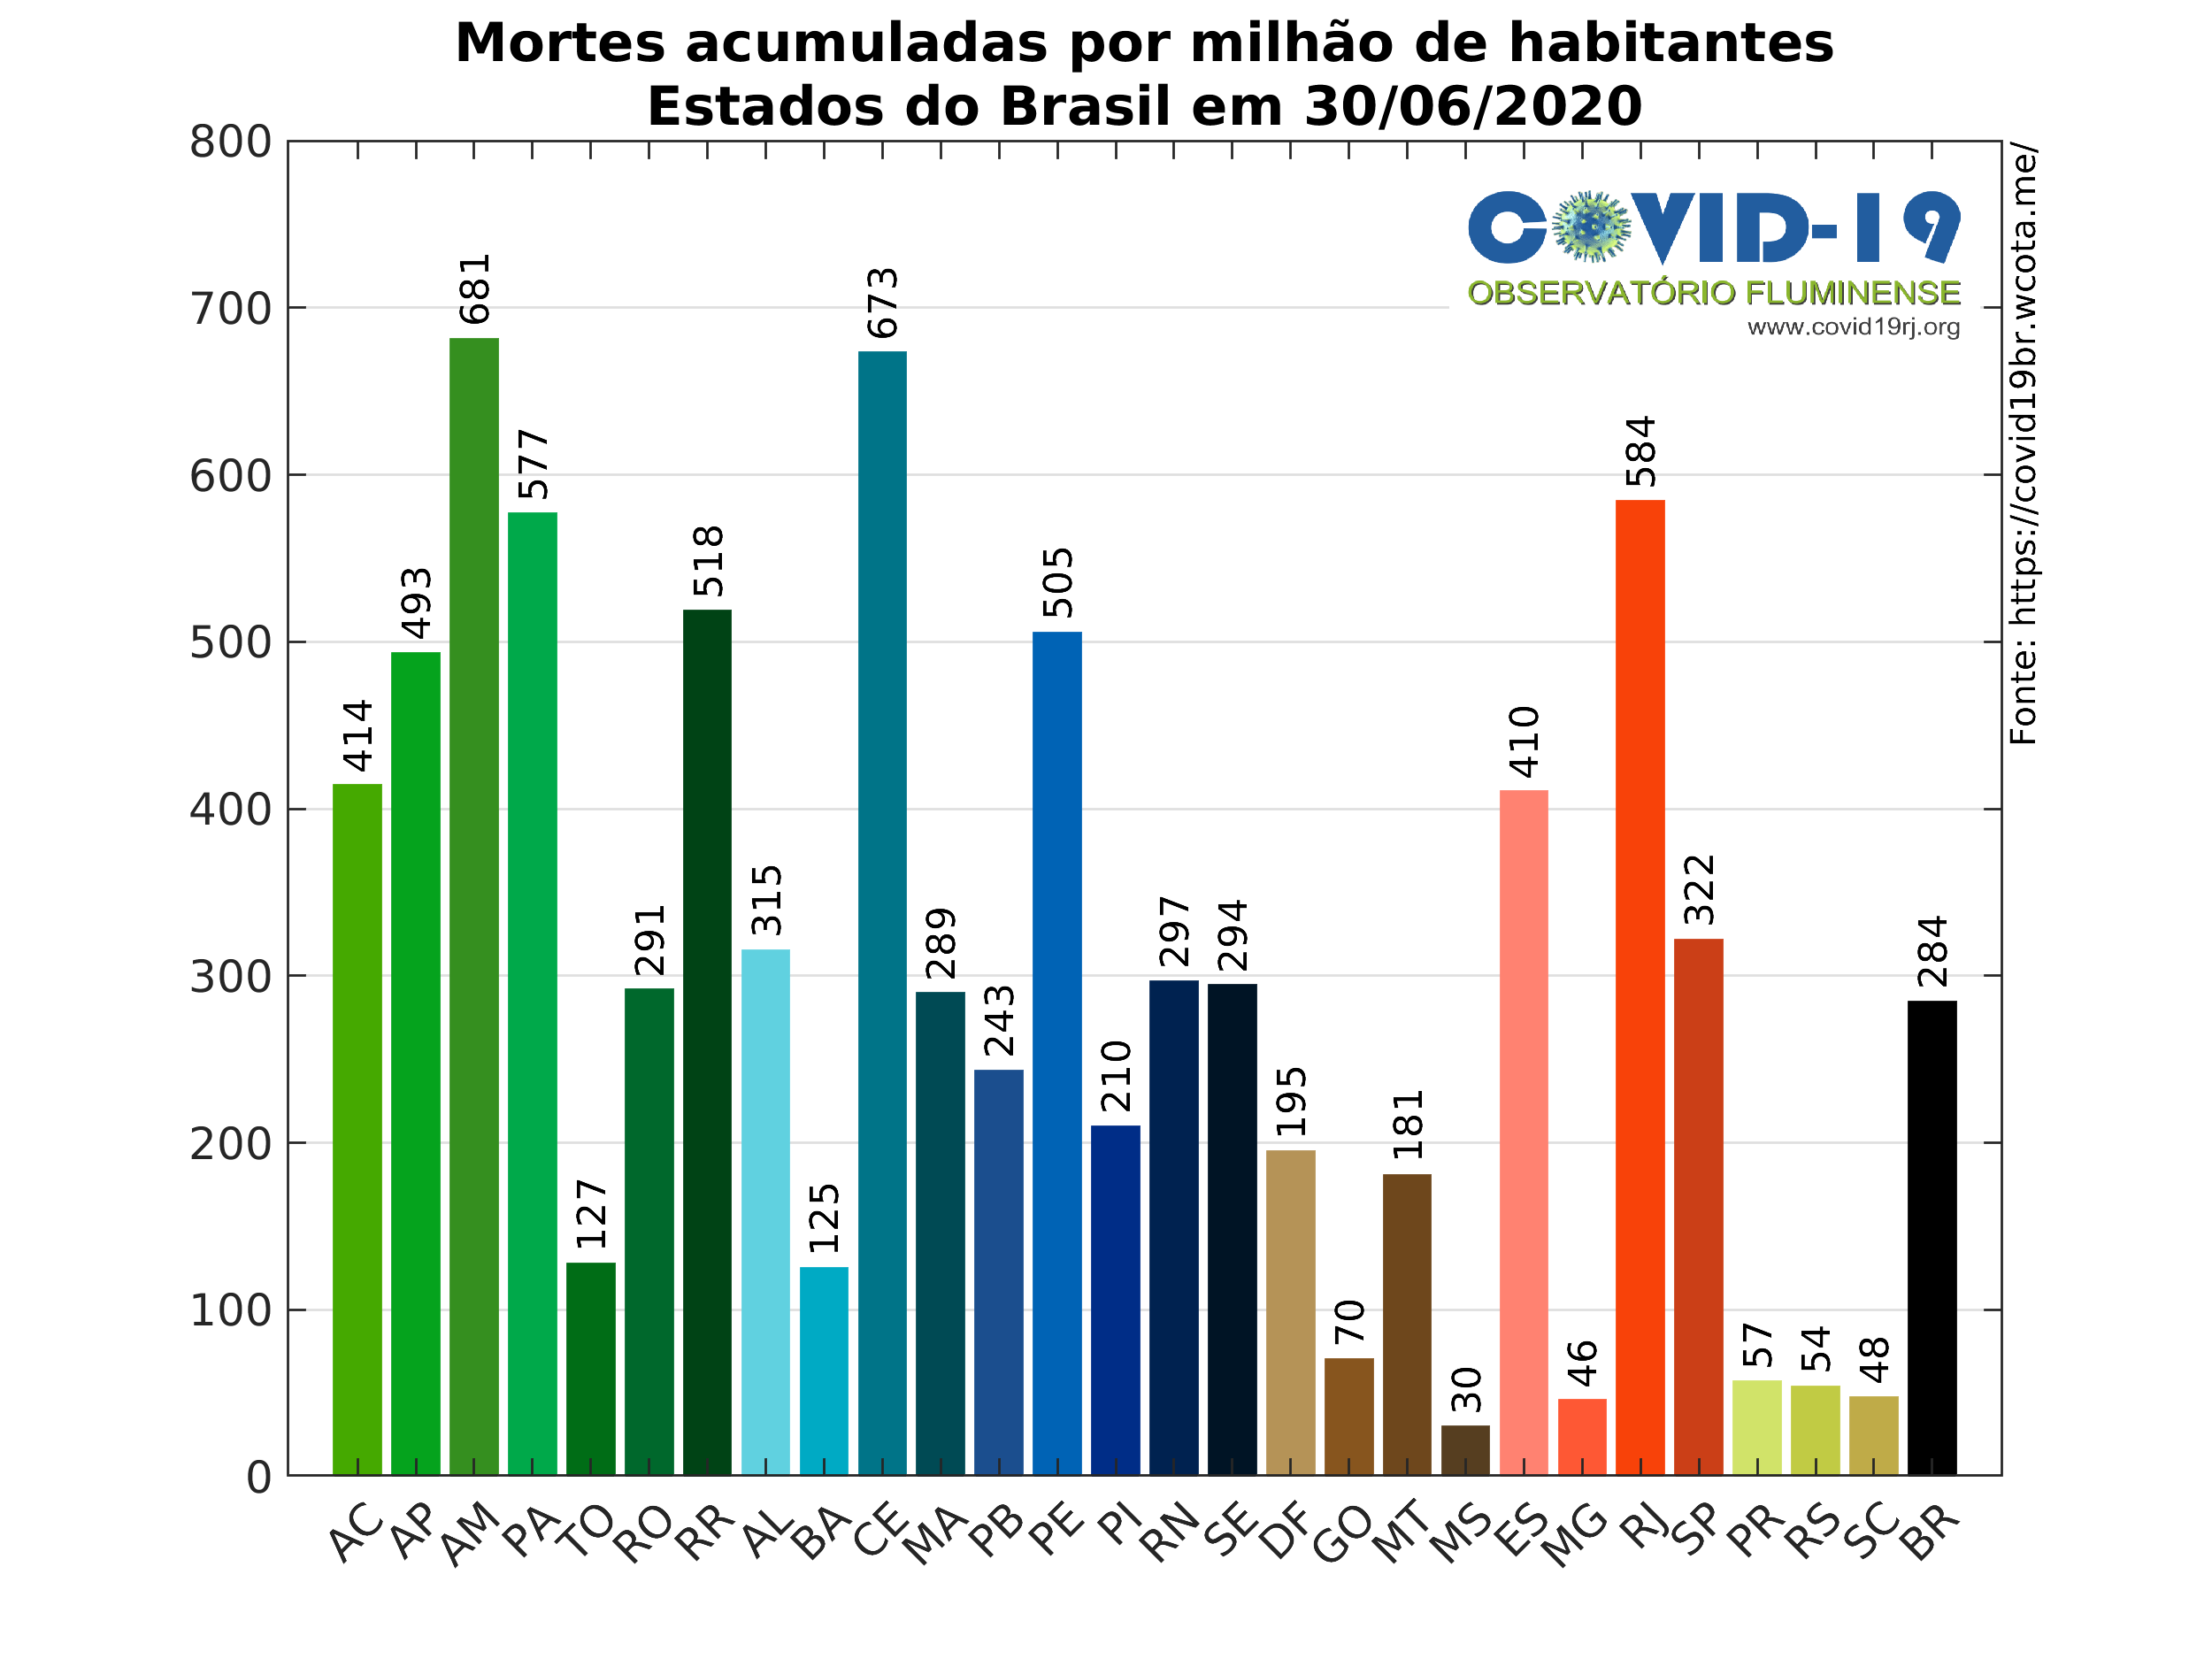 Mortes acumuladas por milhão de habitantes
Estados do Brasil em 30/06/2020
800
700
600
500
400
300
200
100
0
COVID-19
OBSERVATÓRIO FLUMINENSE
www.covid19rj.org
Fonte: https://covid19br.wcota.me/
414
493
681
577
127
291
518
315
125
673
289
243
505
210
297
294
195
70
181
30
410
46
584
322
57
54
48
284
AC
AP
AM
PA
TO
RO
RR
AL
BA
CE
MA
PB
PE
PI
RN
SE
DF
GO
MT
MS
ES
MG
RJ
SP
PR
RS
SC
BR